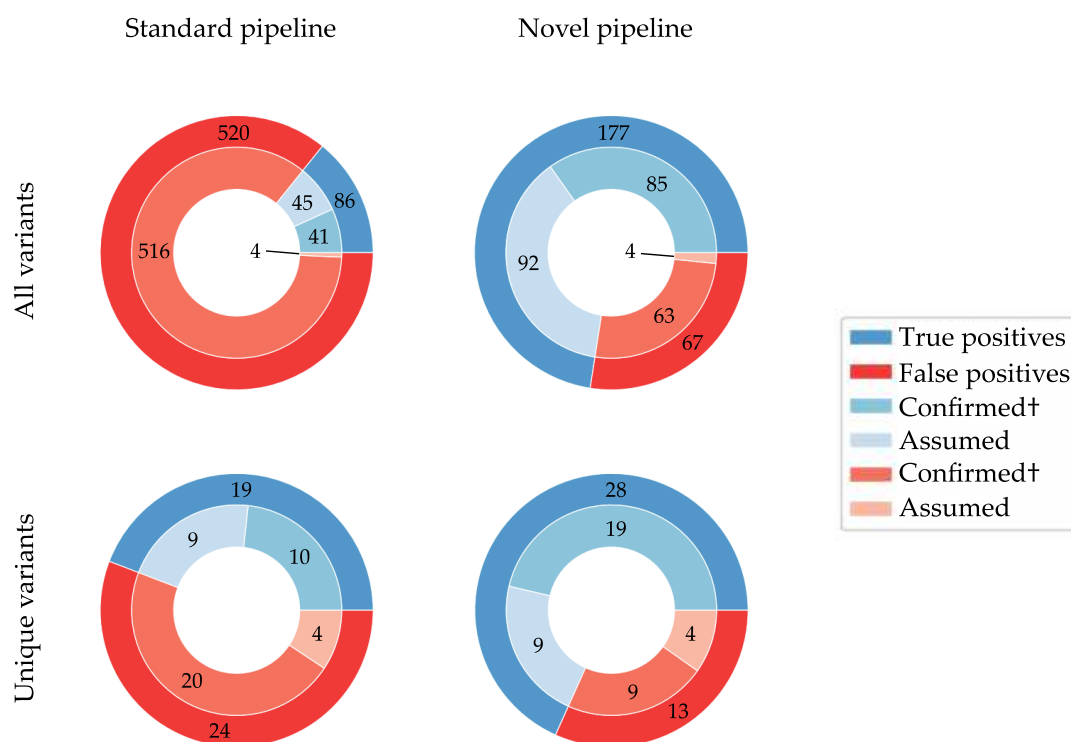 Standard pipeline
Novel pipeline
All variants
520
86
45
41
4
516
177
85
92
4
63
67
True positives
False positives
Confirmed†
Assumed
Confirmed†
Assumed
Unique variants
19
9
10
4
20
24
28
19
9
4
9
13